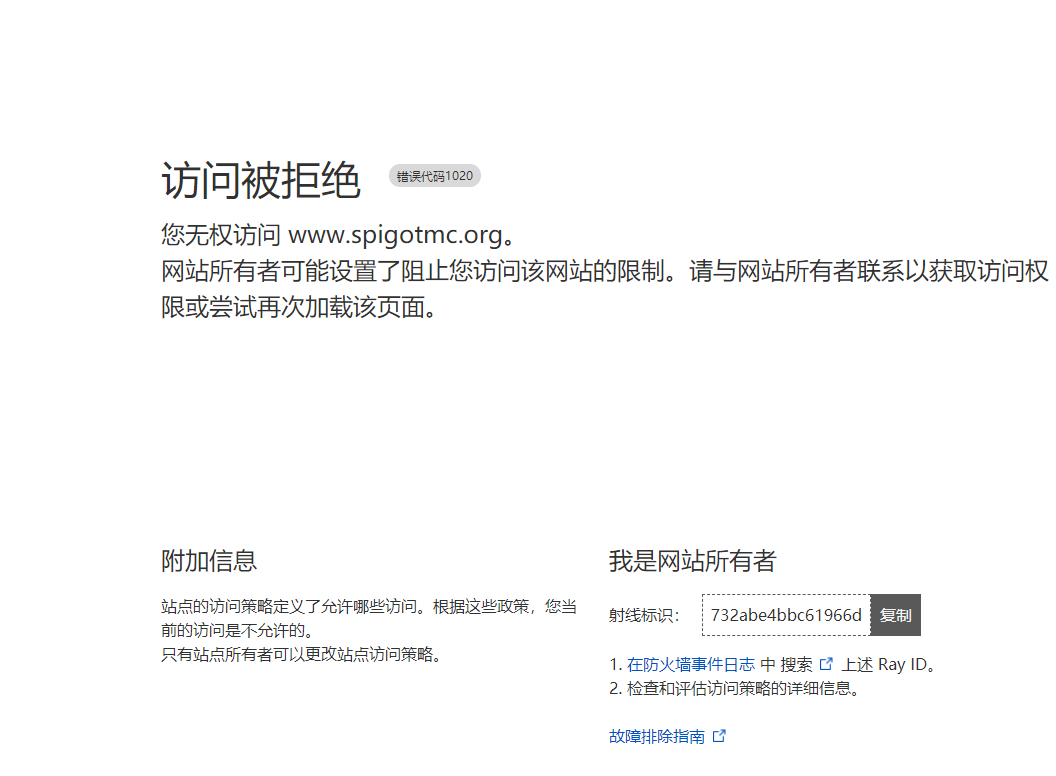 访问被拒绝 错误代码1020
您无权访问 www.spigotmc.org。
网站所有者可能设置了阻止您访问该网站的限制。请与网站所有者联系以获取访问权
限或尝试再次加载该页面。
附加信息
站点的访问策略定义了允许哪些访问。根据这些政策，您当
前的访问是不允许的。
只有站点所有者可以更改站点访问策略。
我是网站所有者
射线标识： 732abe4bbc61966d 复制
1. 在防火墙事件日志 中 搜索 上述 Ray ID。
2. 检查和评估访问策略的详细信息。
故障排除指南